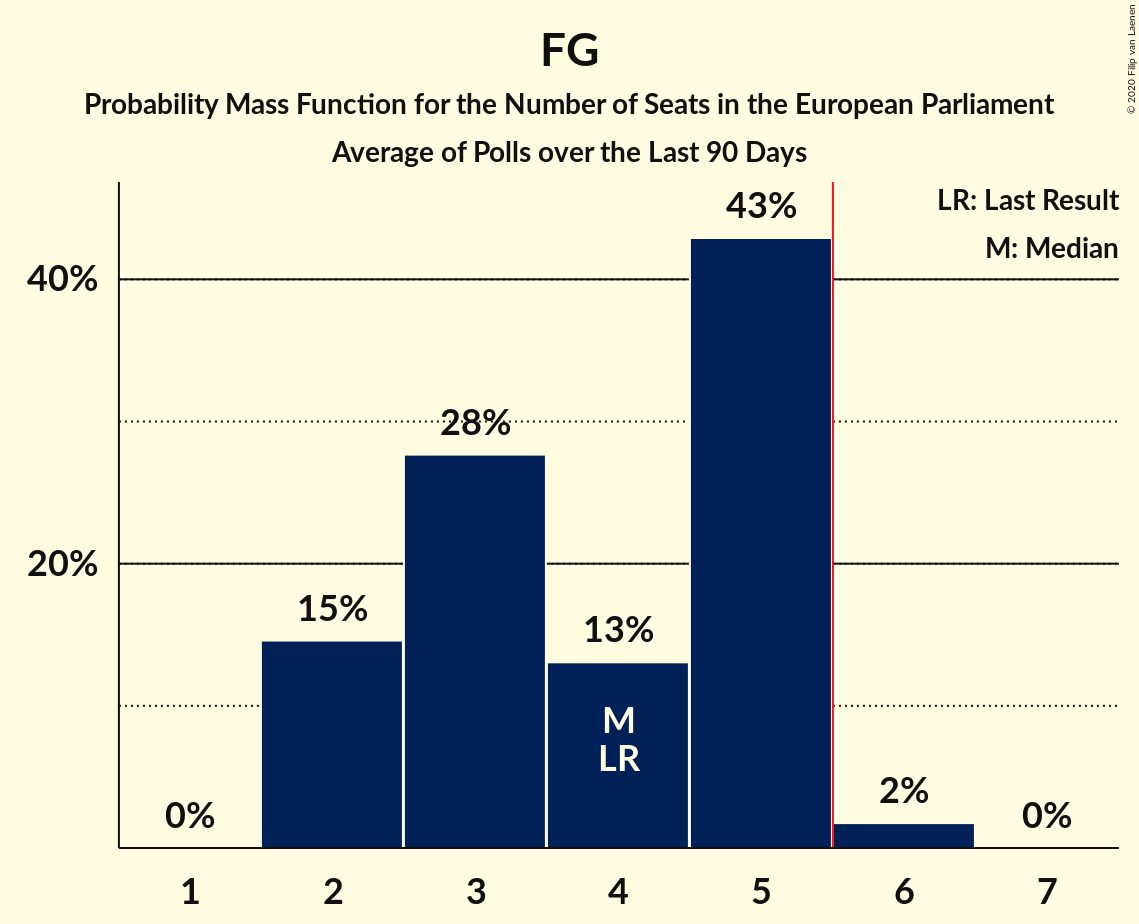 FG
Probability Mass Function for the Number of Seats in the European Parliament
Average of Polls over the Last 90 Days
© 2020 Filip van Laenen
LR: Last Result
M: Median
43%
40%
28%
20%
15%
13%
M
LR
2%
0%
0%
1
2
3
4
5
6
7